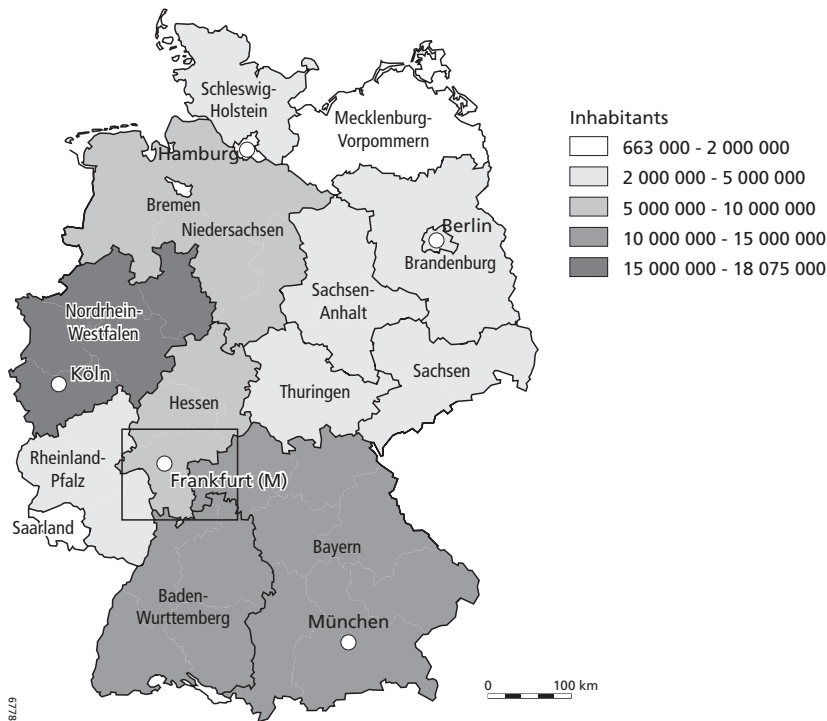 Schleswig-
Holstein
Mecklenburg-
Vorpommern
Hamburg
Bremen
Niedersachsen
Berlin
Brandenburg
Sachsen-
Anhalt
Nordrhein-
Westfalen
Köln
Hessen
Thuringen
Sachsen
Rheinland-
Pfalz
Frankfurt (M)
Saarland
Bayern
Baden-
Wurttemberg
München
Inhabitants
663 000 - 2 000 000
2 000 000 - 5 000 000
5 000 000 - 10 000 000
10 000 000 - 15 000 000
15 000 000 - 18 075 000
0 100 km
6778